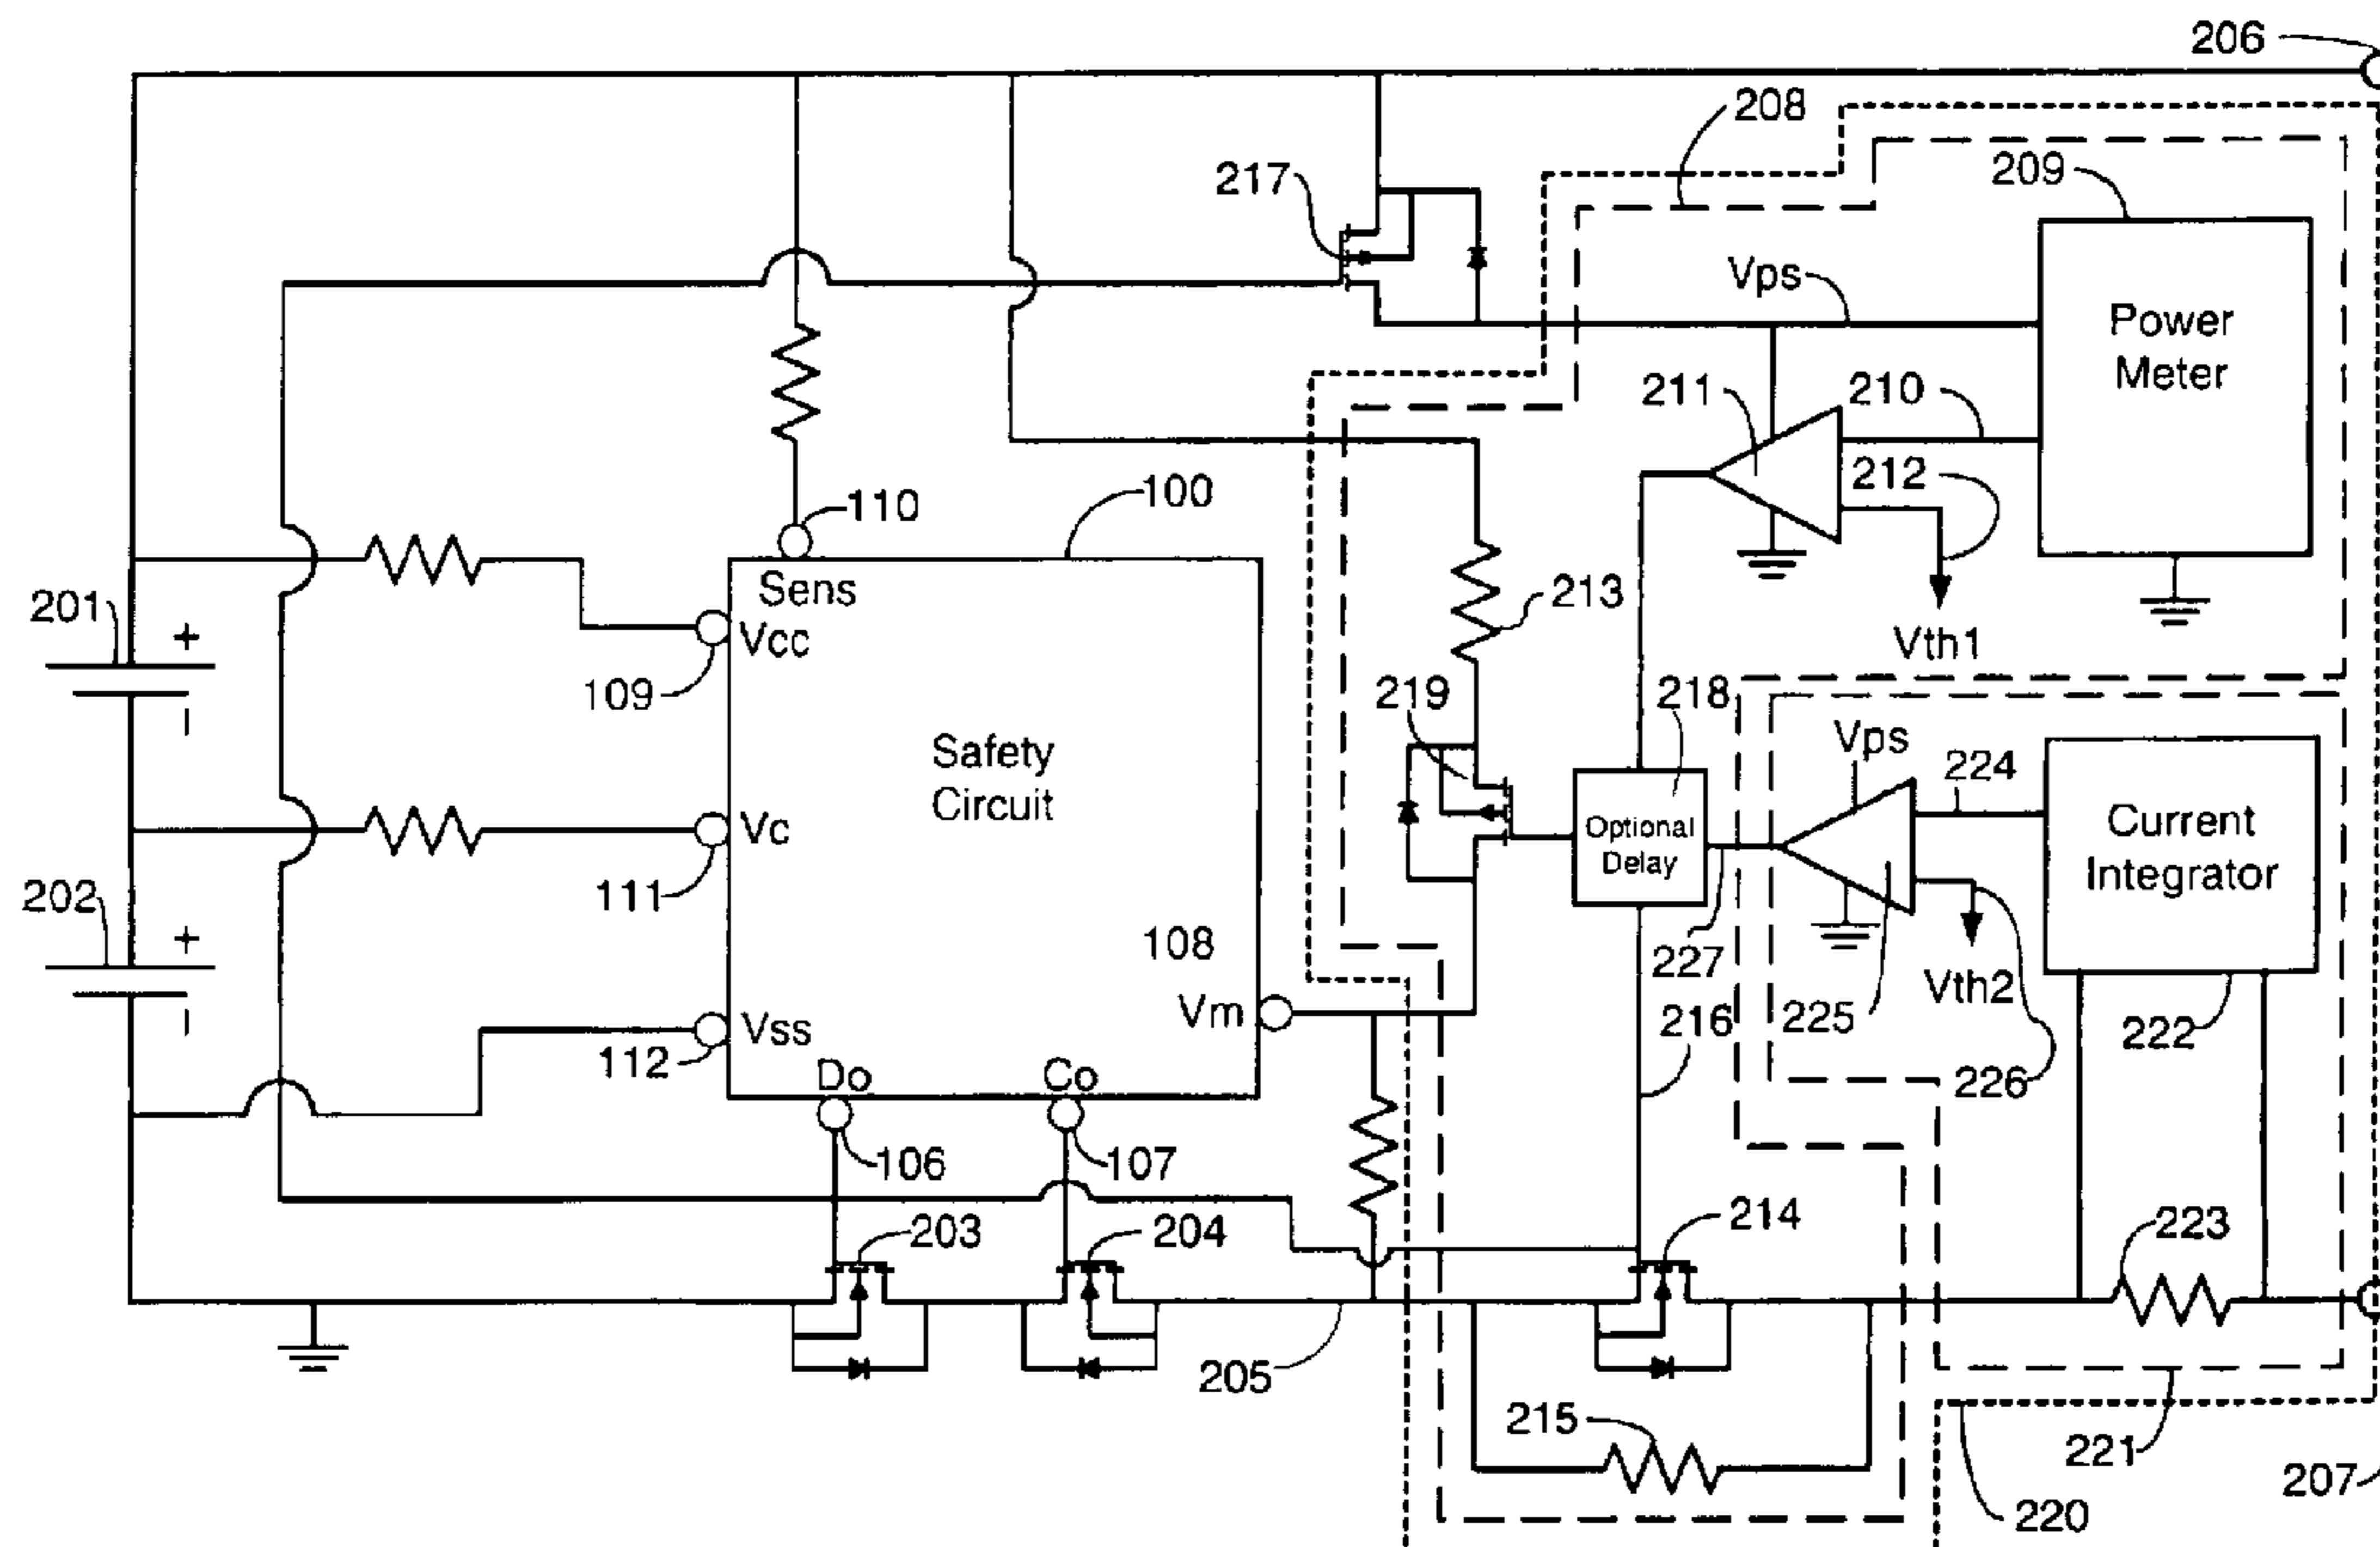 206
208
217
209
Vps
Power
Meter
211
210
212
110
100
Sens
213
Vth1
201
+
Vcc
109
−
219
218
Safety
Circuit
Vps
224
Vc
Optional
Delay
Current
Integrator
111
202
+
108
227
Vth2
−
Vss
Vm
216
225
222
112
Do
Co
226
106
107
203
204
214
223
205
215
221
207
220